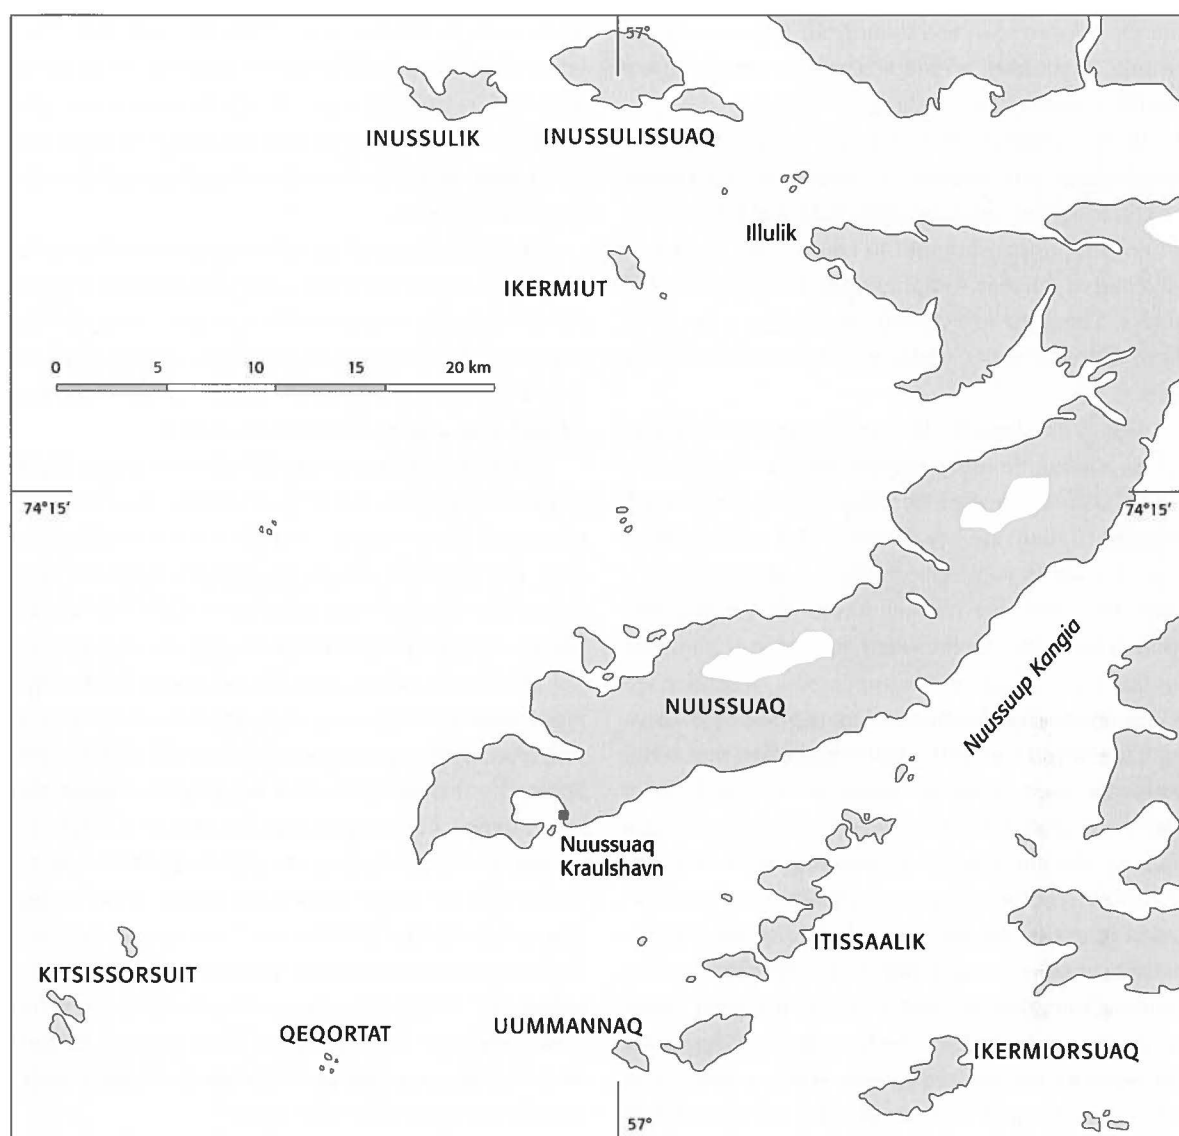 57°
INUSSULIK
INUSSULISSUAQ
Illulik
IKERMIUT
0 5 10 15 20 km
74°15'
74°15'
Nuussuup Kangia
NUUSSUAQ
Nuussuaq
Kraulshavn
ITISSAALIK
KITSISSORSUIT
QEQORTAT
UUMMANNAQ
IKERMIORSUAQ
57°